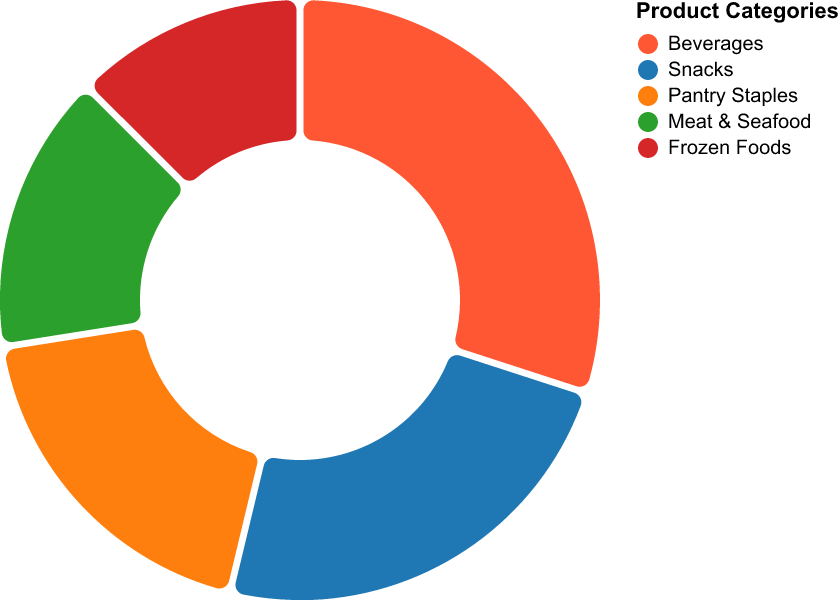 Product Categories
Beverages
Snacks
Pantry Staples
Meat & Seafood
Frozen Foods